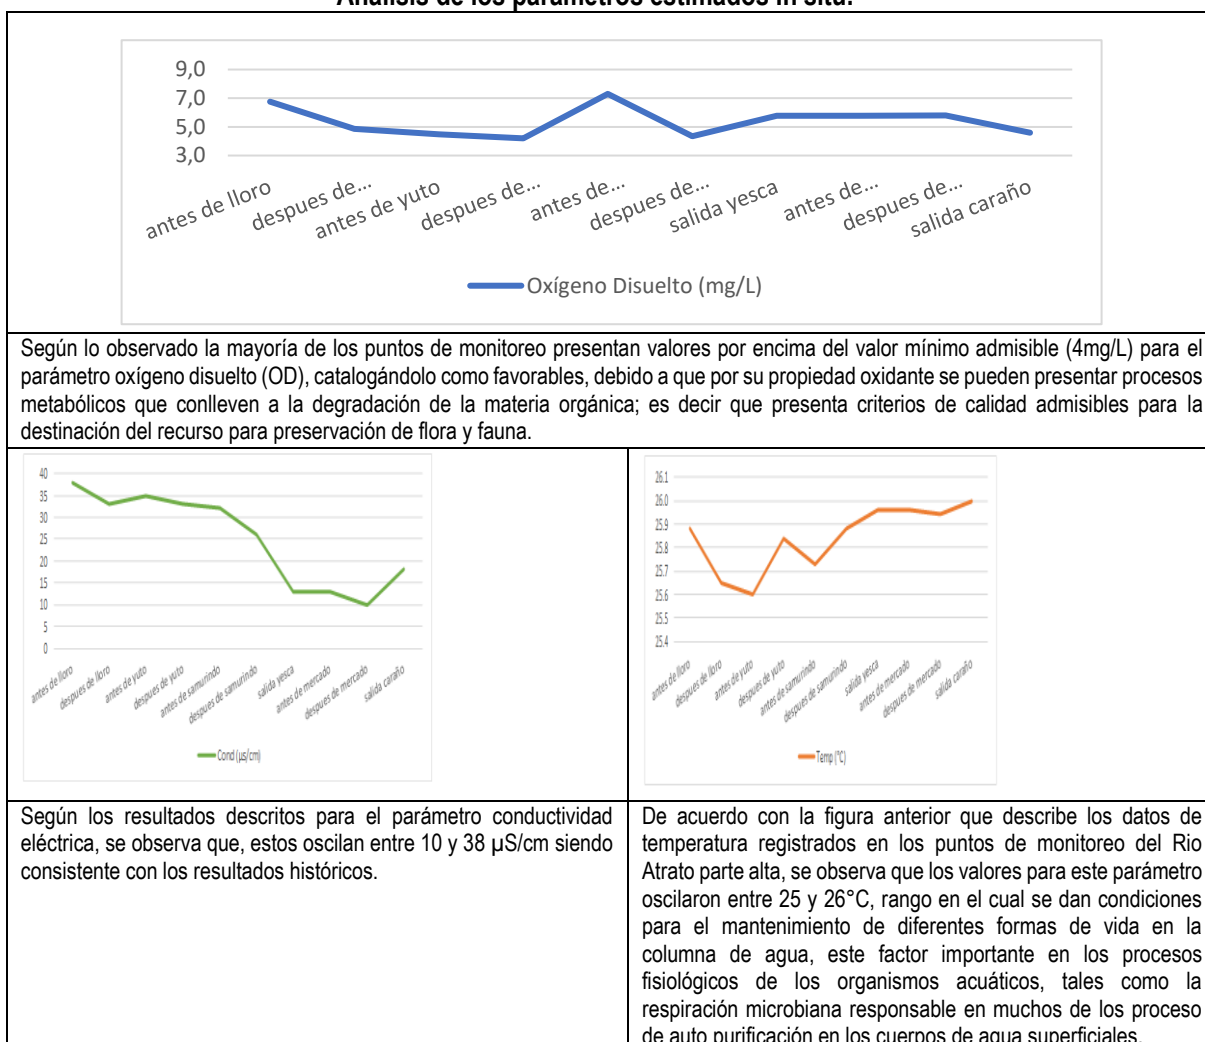 Análisis de los parámetros estimados in situ.
9,0
7,0
5,0
3,0
antes de lloro
despues de...
antes de yuto
despues de...
antes de...
despues de...
salida yesca
antes de...
despues de...
salida caraño
Oxígeno Disuelto (mg/L)
Según lo observado la mayoría de los puntos de monitoreo presentan valores por encima del valor mínimo admisible (4mg/L) para el
parámetro oxígeno disuelto (OD), catalogándolo como favorables, debido a que por su propiedad oxidante se pueden presentar procesos
metabólicos que conlleven a la degradación de la materia orgánica; es decir que presenta criterios de calidad admisibles para la
destinación del recurso para preservación de flora y fauna.
40
35
30
25
20
15
10
5
0
antes de lloro
despues de lloro
antes de yuto
despues de yuto
antes de samurindo
despues de samurindo
salida yesca
antes de mercado
despues de mercado
salida caraño
Cond (µs/cm)
26.1
26.0
25.9
25.8
25.7
25.6
25.5
25.4
antes de lloro
despues de lloro
antes de yuto
despues de yuto
antes de samurindo
despues de samurindo
salida yesca
antes de mercado
despues de mercado
salida caraño
Temp (°C)
Según los resultados descritos para el parámetro conductividad
eléctrica, se observa que, estos oscilan entre 10 y 38 µS/cm siendo
consistente con los resultados históricos.
De acuerdo con la figura anterior que describe los datos de
temperatura registrados en los puntos de monitoreo del Rio
Atrato parte alta, se observa que los valores para este parámetro
oscilaron entre 25 y 26°C, rango en el cual se dan condiciones
para el mantenimiento de diferentes formas de vida en la
columna de agua, este factor importante en los procesos
fisiológicos de los organismos acuáticos, tales como la
respiración microbiana responsable en muchos de los proceso
de auto purificación en los cuerpos de agua superficiales.